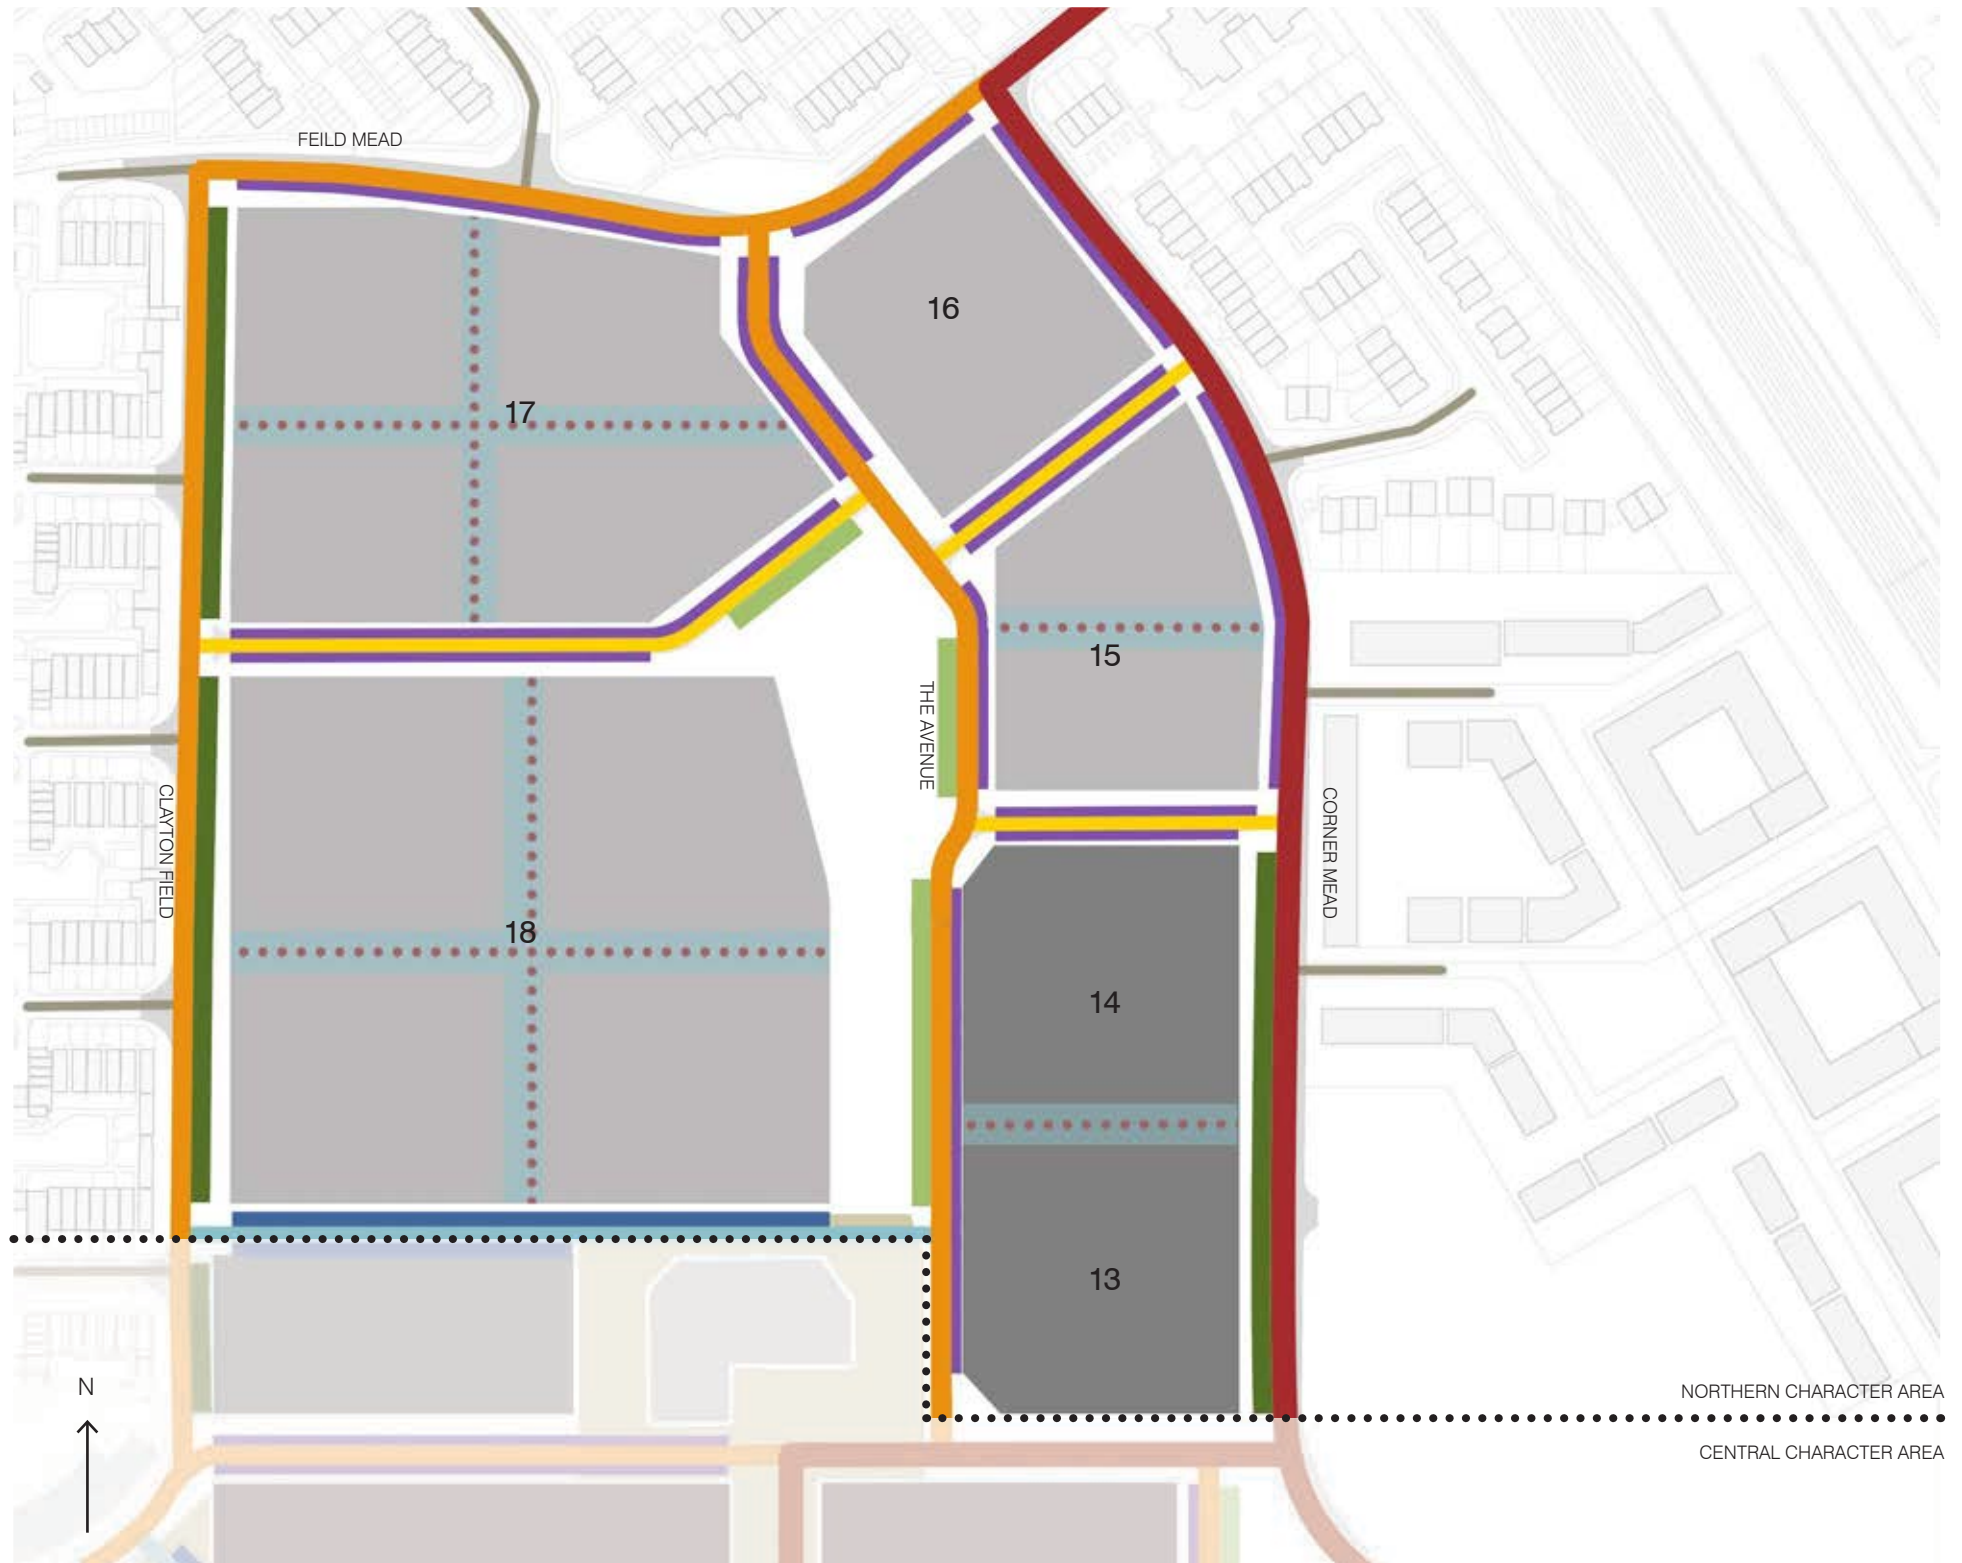 FEILD MEAD
16
17
15
THE AVENUE
CLAYTON FIELD
CORNER MEAD
18
14
13
N
NORTHERN CHARACTER AREA
CENTRAL CHARACTER AREA